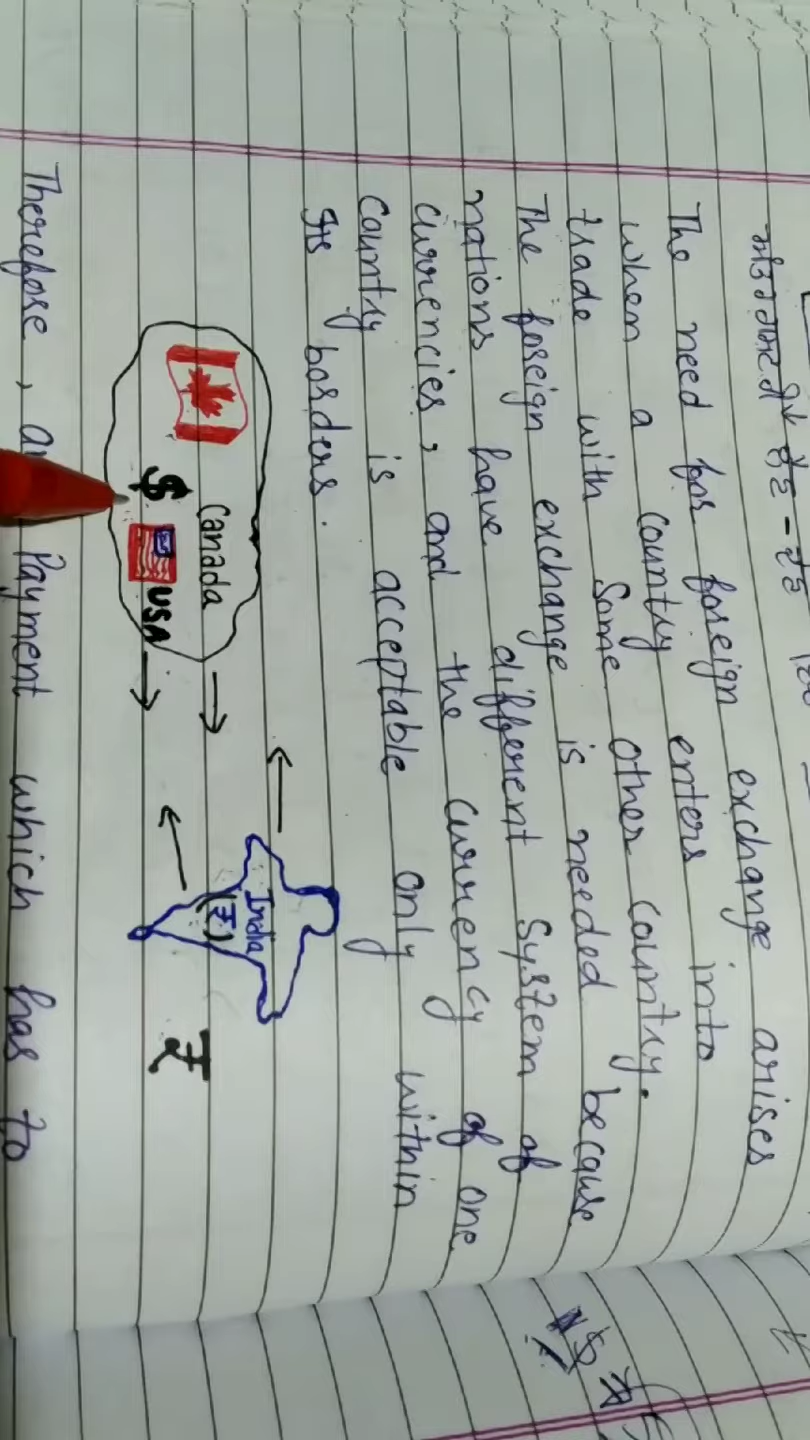 The need for foreign exchange arises
when a country enters into
trade with Some other country.
The foreign exchange is needed because
nations have different System of
currencies, and the currency of one
country is acceptable only within
its borders.
Canada
$ USA
India
(₹)
₹
Therefore, Payment which has to